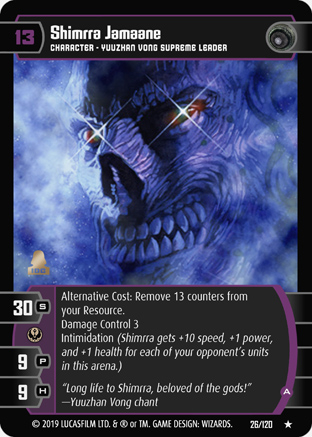 13
Shimrra Jamaane
CHARACTER - YUUZHAN VONG SUPREME LEADER
30 S
9 P
9 H
Alternative Cost: Remove 13 counters from
your Resource.
Damage Control 3
Intimidation (Shimrra gets +10 speed, +1 power,
and +1 health for each of your opponent's units
in this arena.)
"Long life to Shimrra, beloved of the gods!"
—Yuuzhan Vong chant
A
© 2019 LUCASFILM LTD. & ® or TM. GAME DESIGN: WIZARDS. 26/120 ★